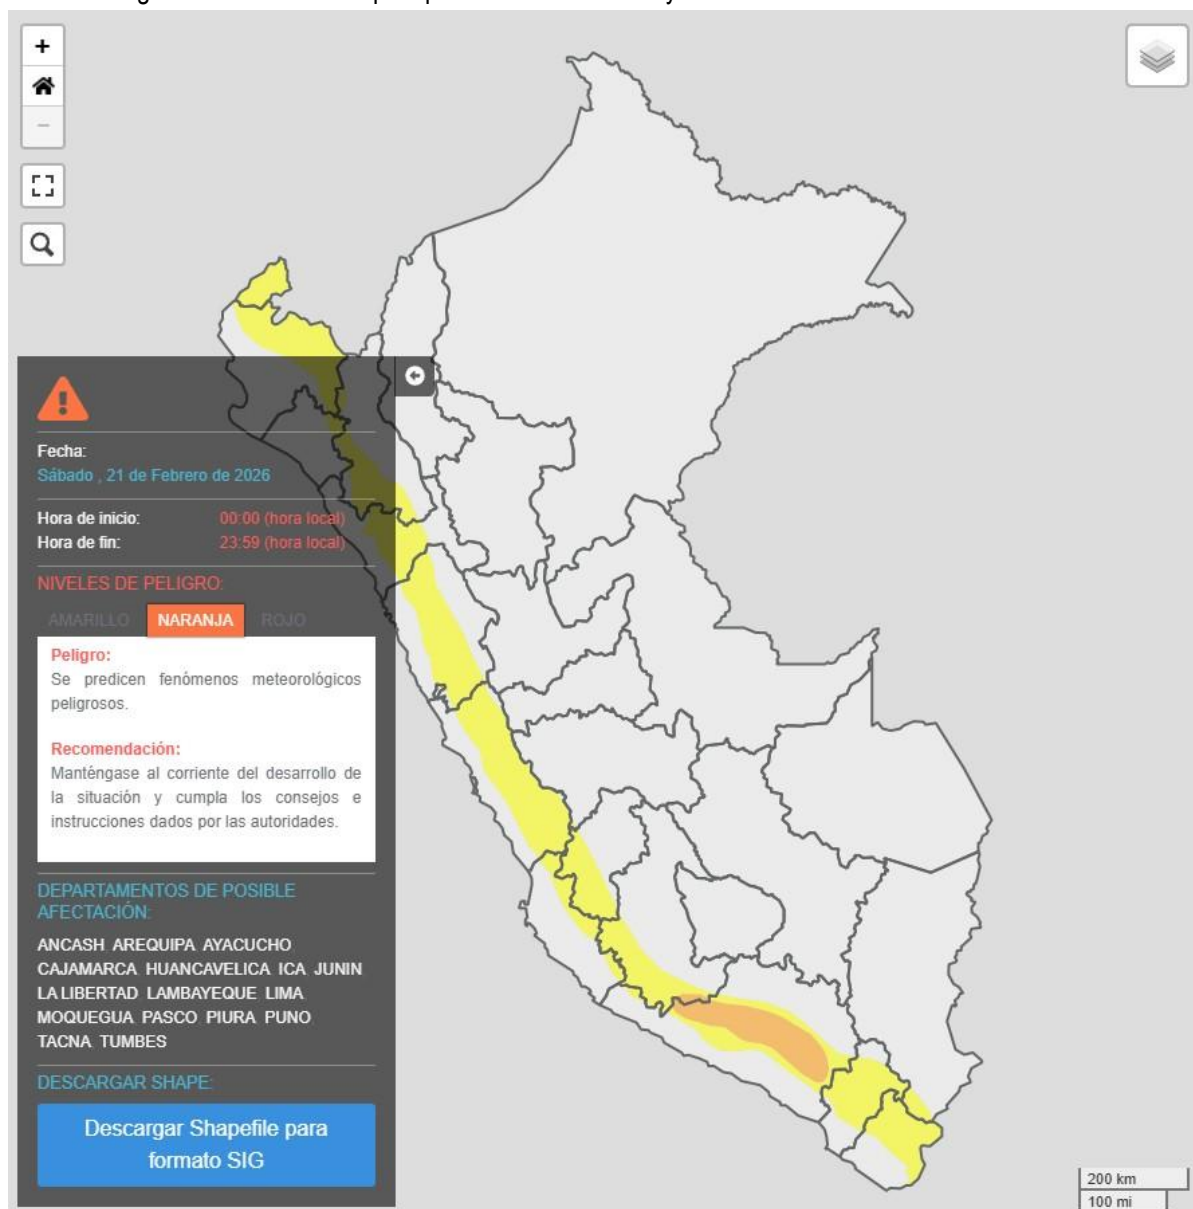 +
−
Fecha:
Sábado , 21 de Febrero de 2026
Hora de inicio: 00:00 (hora local)
Hora de fin: 23:59 (hora local)
NIVELES DE PELIGRO:
AMARILLO NARANJA ROJO
Peligro:
Se predicen fenómenos meteorológicos
peligrosos.
Recomendación:
Manténgase al corriente del desarrollo de
la situación y cumpla los consejos e
instrucciones dados por las autoridades.
DEPARTAMENTOS DE POSIBLE
AFECTACIÓN:
ANCASH AREQUIPA AYACUCHO
CAJAMARCA HUANCAVELICA ICA JUNIN
LA LIBERTAD LAMBAYEQUE LIMA
MOQUEGUA PASCO PIURA PUNO
TACNA TUMBES
DESCARGAR SHAPE:
Descargar Shapefile para
formato SIG
200 km
100 mi